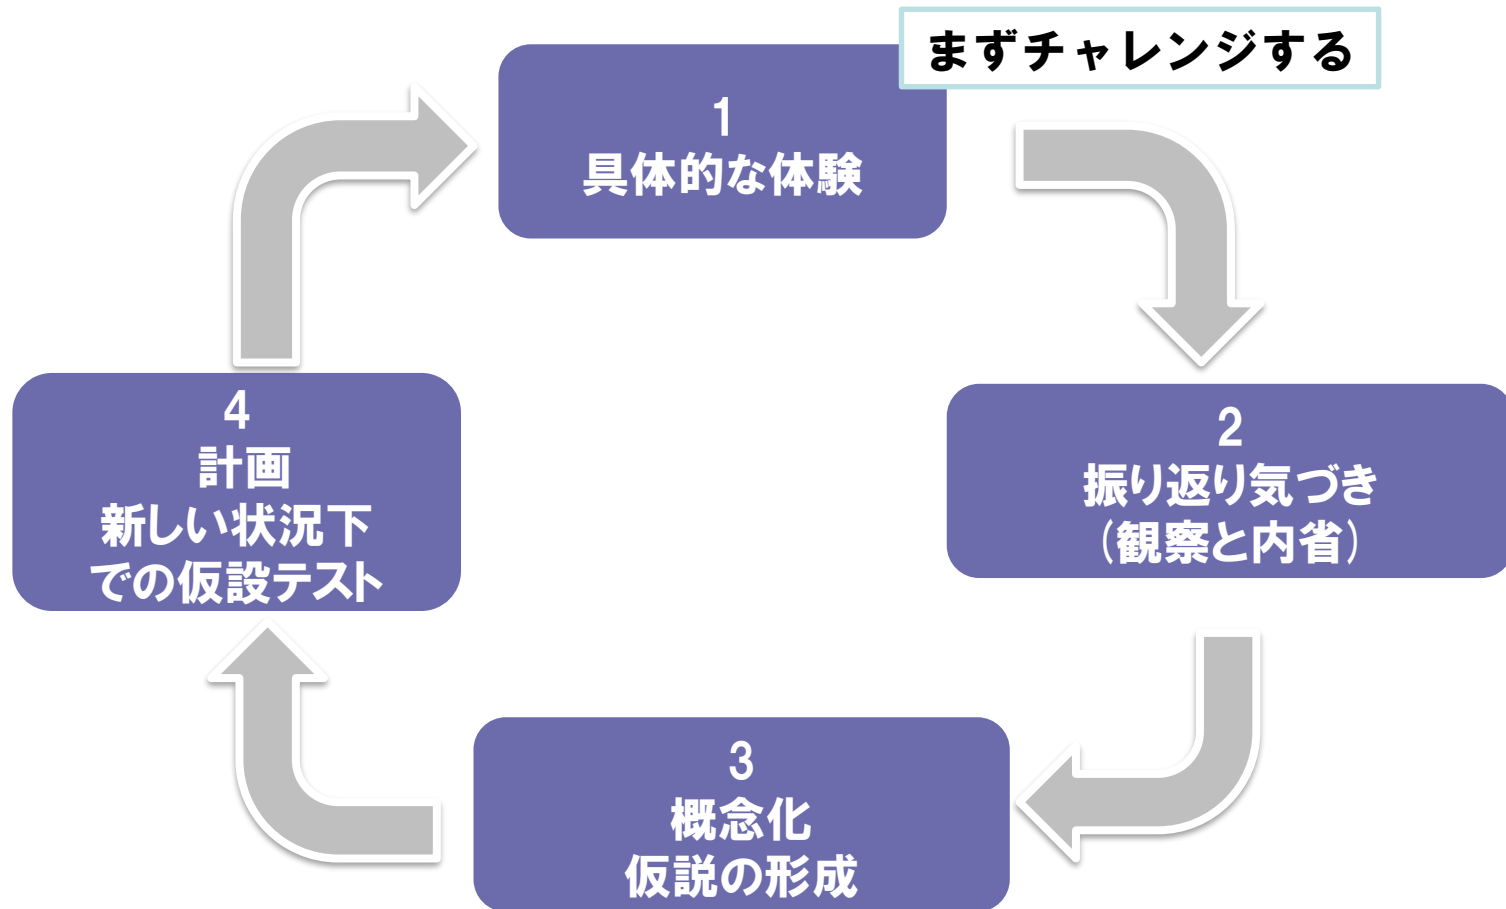 まずチャレンジする
1
具体的な体験
2
振り返り気づき
(観察と内省)
3
概念化
仮説の形成
4
計画
新しい状況下
での仮設テスト